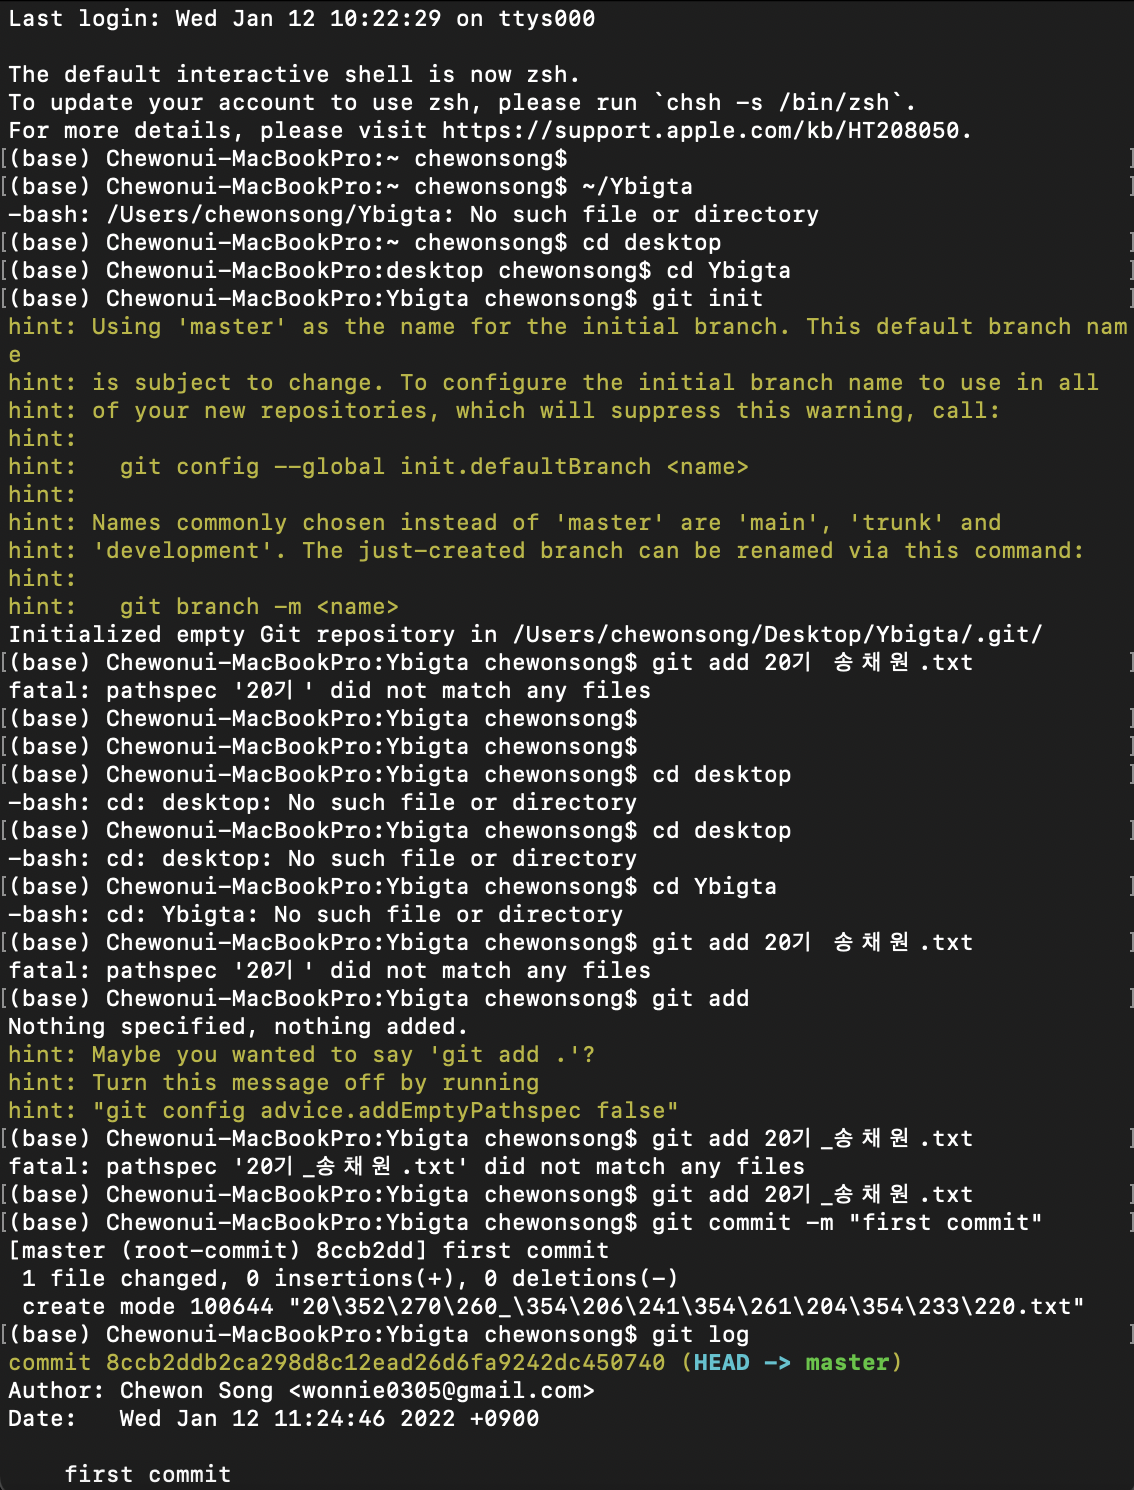 Last login: Wed Jan 12 10:22:29 on ttys000
The default interactive shell is now zsh.
To update your account to use zsh, please run `chsh -s /bin/zsh`.
For more details, please visit https://support.apple.com/kb/HT208050.
[(base) Chewonui-MacBookPro:~ chewonsong$ ]
[(base) Chewonui-MacBookPro:~ chewonsong$ ~/Ybigta ]
-bash: /Users/chewonsong/Ybigta: No such file or directory
[(base) Chewonui-MacBookPro:~ chewonsong$ cd desktop ]
[(base) Chewonui-MacBookPro:desktop chewonsong$ cd Ybigta ]
[(base) Chewonui-MacBookPro:Ybigta chewonsong$ git init ]
hint: Using 'master' as the name for the initial branch. This default branch nam
e
hint: is subject to change. To configure the initial branch name to use in all
hint: of your new repositories, which will suppress this warning, call:
hint:
hint:   git config --global init.defaultBranch <name>
hint:
hint: Names commonly chosen instead of 'master' are 'main', 'trunk' and
hint: 'development'. The just-created branch can be renamed via this command:
hint:
hint:   git branch -m <name>
Initialized empty Git repository in /Users/chewonsong/Desktop/Ybigta/.git/
[(base) Chewonui-MacBookPro:Ybigta chewonsong$ git add 20기 송채원.txt ]
fatal: pathspec '20기' did not match any files
[(base) Chewonui-MacBookPro:Ybigta chewonsong$ ]
[(base) Chewonui-MacBookPro:Ybigta chewonsong$ ]
[(base) Chewonui-MacBookPro:Ybigta chewonsong$ cd desktop ]
-bash: cd: desktop: No such file or directory
[(base) Chewonui-MacBookPro:Ybigta chewonsong$ cd desktop ]
-bash: cd: desktop: No such file or directory
[(base) Chewonui-MacBookPro:Ybigta chewonsong$ cd Ybigta ]
-bash: cd: Ybigta: No such file or directory
[(base) Chewonui-MacBookPro:Ybigta chewonsong$ git add 20기 송채원.txt ]
fatal: pathspec '20기' did not match any files
[(base) Chewonui-MacBookPro:Ybigta chewonsong$ git add ]
Nothing specified, nothing added.
hint: Maybe you wanted to say 'git add .'?
hint: Turn this message off by running
hint: "git config advice.addEmptyPathspec false"
[(base) Chewonui-MacBookPro:Ybigta chewonsong$ git add 20기_송채원.txt ]
fatal: pathspec '20기_송채원.txt' did not match any files
[(base) Chewonui-MacBookPro:Ybigta chewonsong$ git add 20기_송채원.txt ]
[(base) Chewonui-MacBookPro:Ybigta chewonsong$ git commit -m "first commit" ]
[master (root-commit) 8ccb2dd] first commit
 1 file changed, 0 insertions(+), 0 deletions(-)
 create mode 100644 "20\352\270\260_\354\206\241\354\261\204\354\233\220.txt"
[(base) Chewonui-MacBookPro:Ybigta chewonsong$ git log ]
commit 8ccb2ddb2ca298d8c12ead26d6fa9242dc450740 (HEAD -> master)
Author: Chewon Song <wonnie0305@gmail.com>
Date:   Wed Jan 12 11:24:46 2022 +0900
    first commit